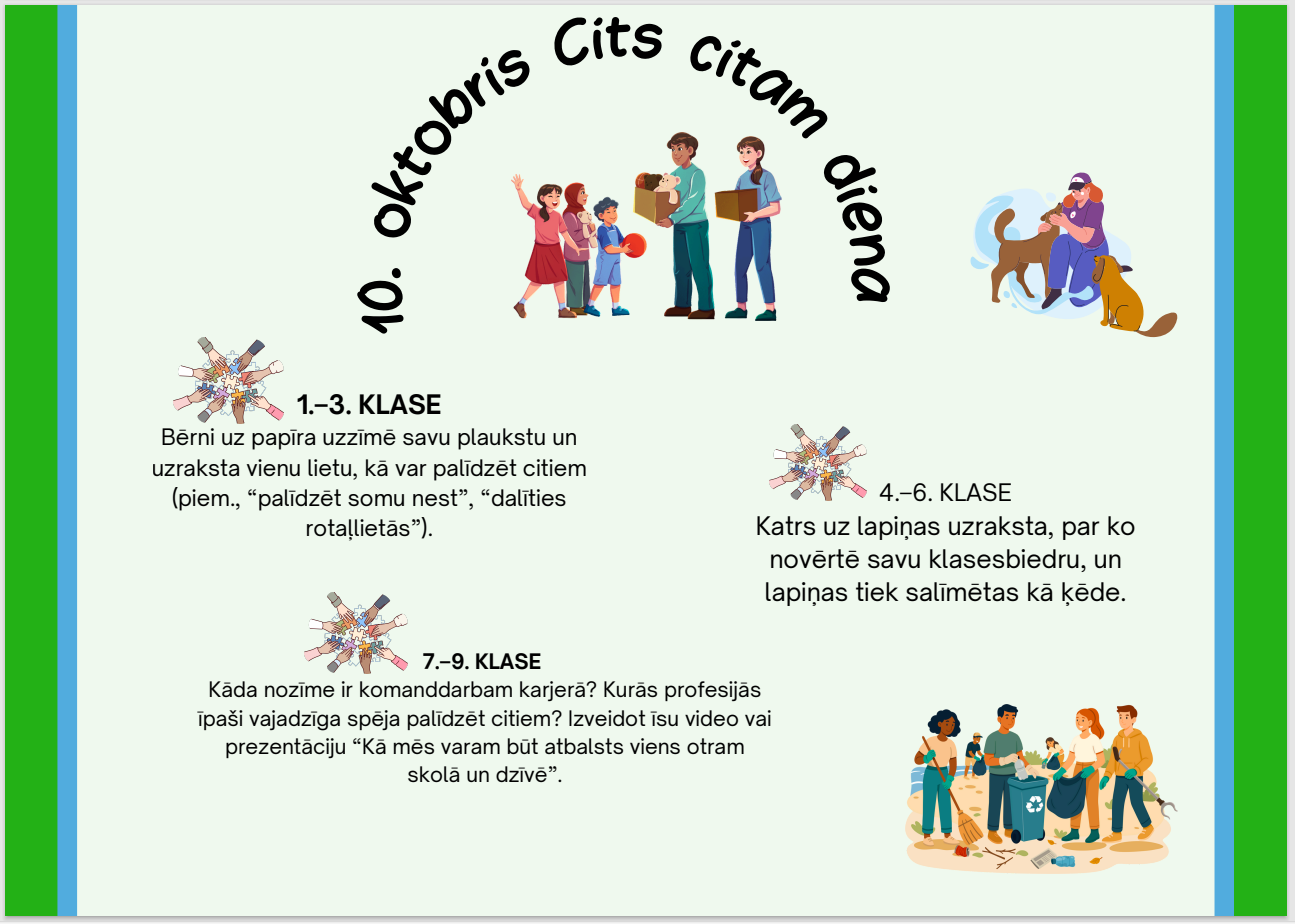 10. oktobris Cits citam diena
1.–3. KLASE
Bērni uz papīra uzzīmē savu plaukstu un
uzraksta vienu lietu, kā var palīdzēt citiem
(piem., “palīdzēt somu nest”, “dalīties
rotaļlietās”).
4.–6. KLASE
Katrs uz lapiņas uzraksta, par ko
novērtē savu klasesbiedru, un
lapiņas tiek salīmētas kā ķēde.
7.–9. KLASE
Kāda nozīme ir komanddarbam karjerā? Kurās profesijās
īpaši vajadzīga spēja palīdzēt citiem? Izveidot īsu video vai
prezentāciju “Kā mēs varam būt atbalsts viens otram
skolā un dzīvē”.